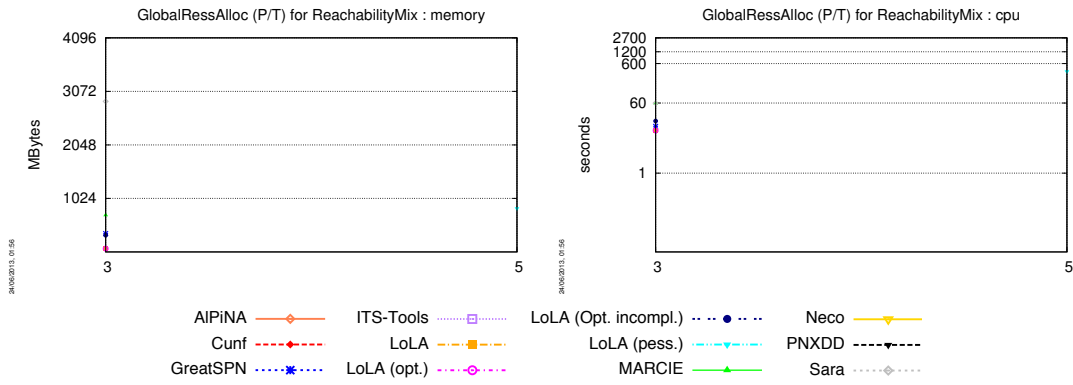 GlobalRessAlloc (P/T) for ReachabilityMix : memory
4096
3072
2048
1024
MBytes
3
5
24/06/2013, 01:56
GlobalRessAlloc (P/T) for ReachabilityMix : cpu
2700
1200
600
60
1
seconds
3
5
24/06/2013, 01:56
AlPiNA
Cunf
GreatSPN
ITS-Tools
LoLA
LoLA (opt.)
LoLA (Opt. incompl.)
LoLA (pess.)
MARCIE
Neco
PNXDD
Sara